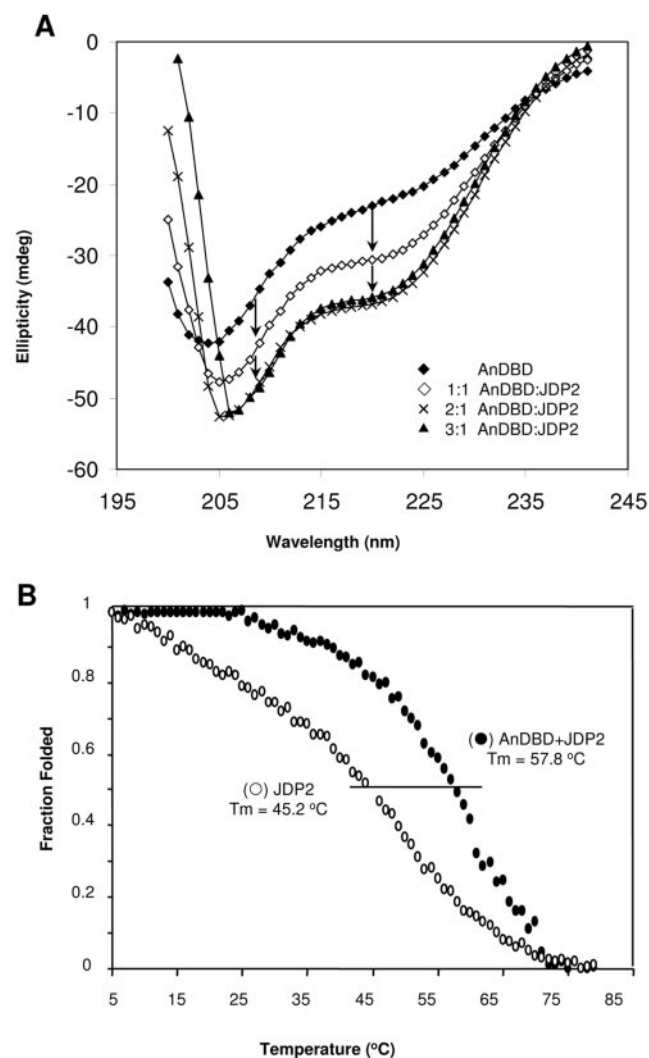 A
0
-10
-20
-30
-40
-50
-60
Ellipticity (mdeg)
AnDBD
1:1 AnDBD:JDP2
2:1 AnDBD:JDP2
3:1 AnDBD:JDP2
195 205 215 225 235 245
Wavelength (nm)
B
1
0.8
0.6
0.4
0.2
0
Fraction Folded
(●) AnDBD+JDP2
Tm = 57.8 °C
(○) JDP2
Tm = 45.2 °C
5 15 25 35 45 55 65 75 85
Temperature (°C)